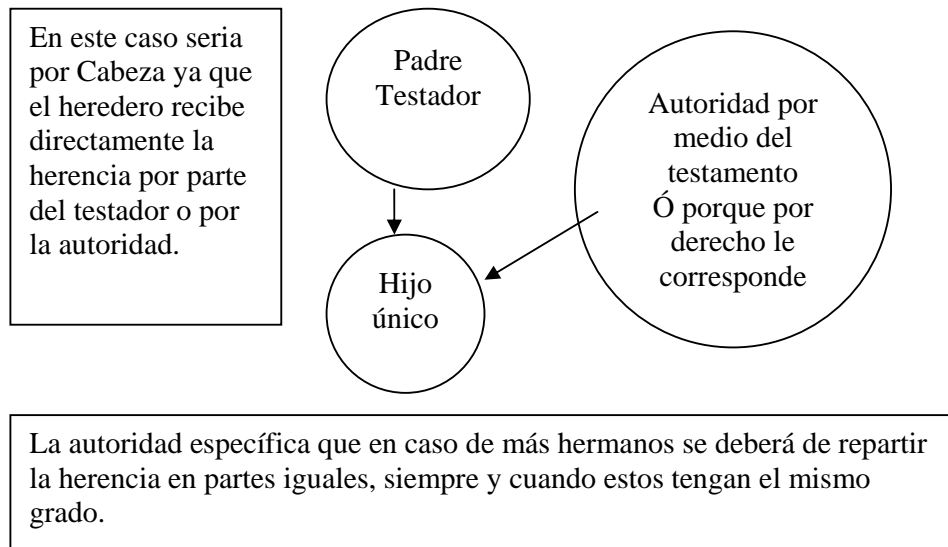 En este caso seria
por Cabeza ya que
el heredero recibe
directamente la
herencia por parte
del testador o por
la autoridad.
Padre
Testador
Autoridad por
medio del
testamento
Ó porque por
derecho le
corresponde
Hijo
único
La autoridad específica que en caso de más hermanos se deberá de repartir
la herencia en partes iguales, siempre y cuando estos tengan el mismo
grado.